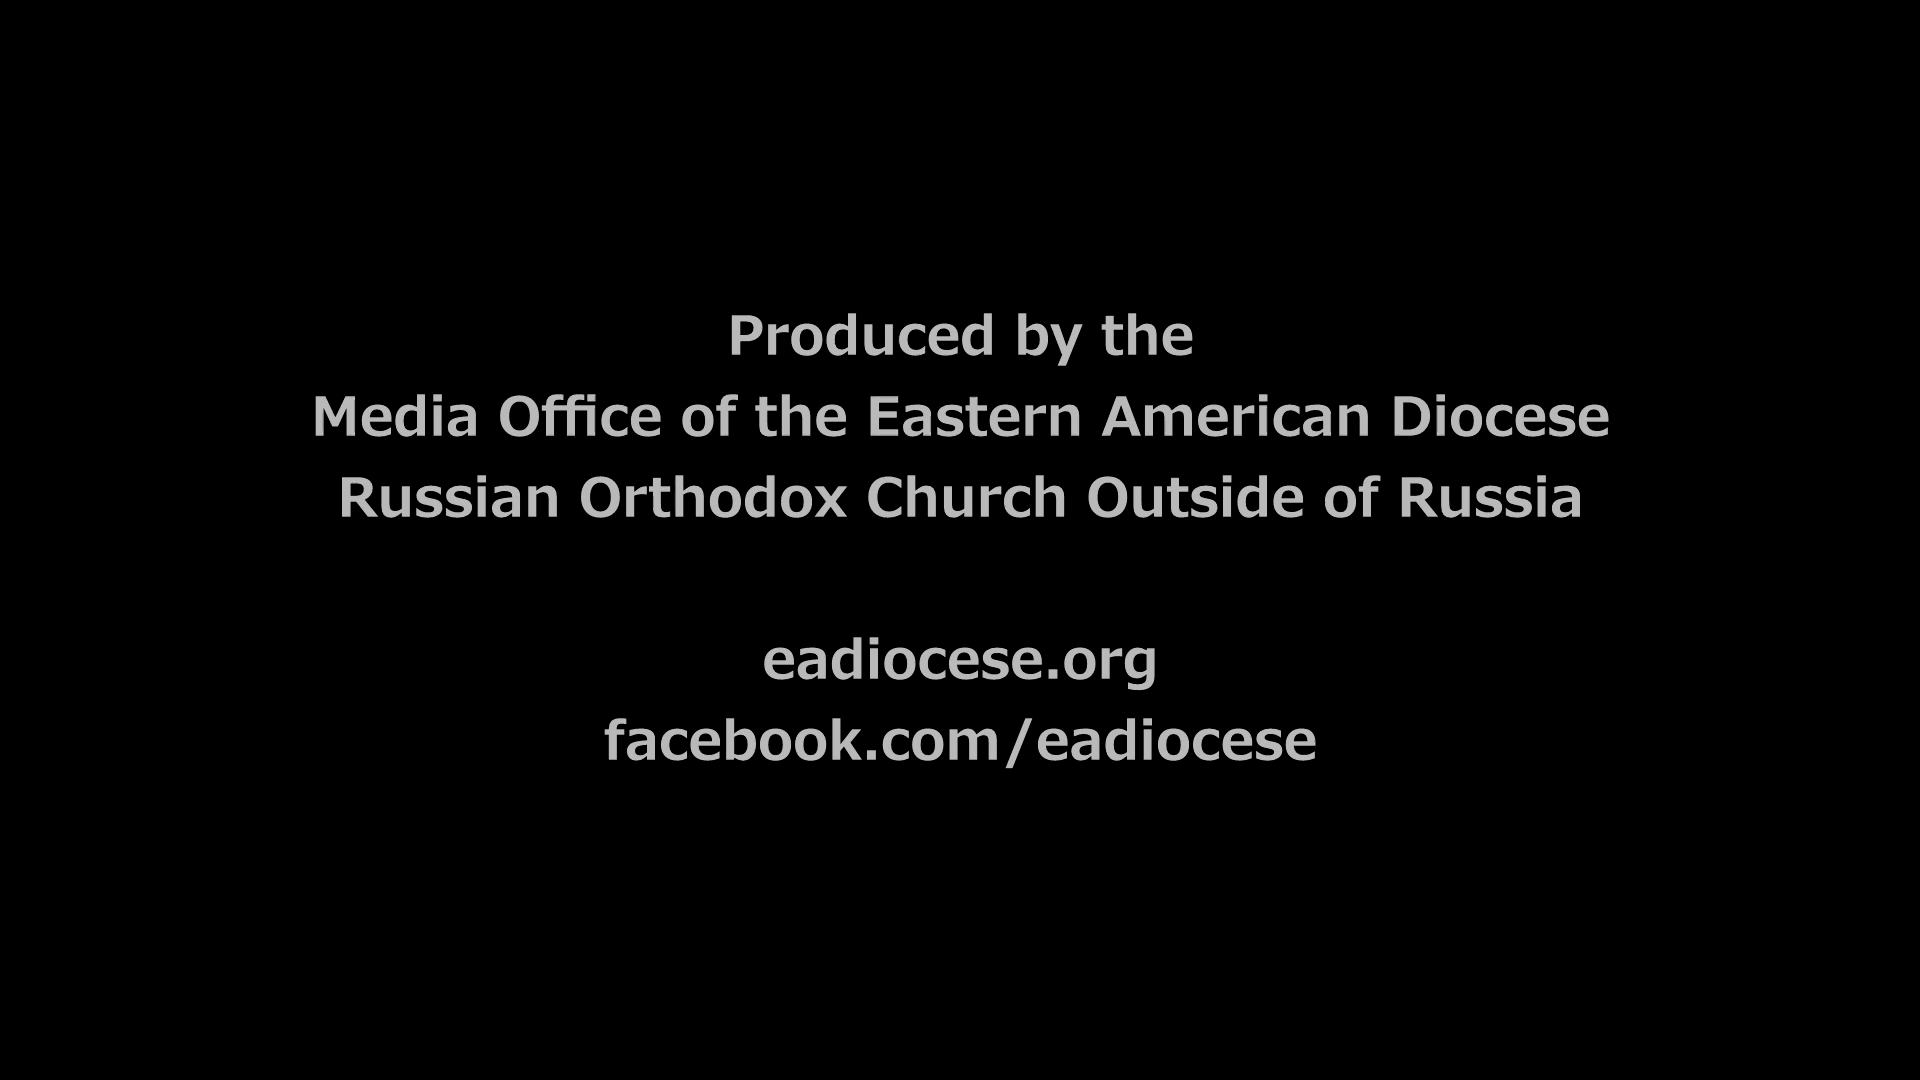 Produced by the
Media Office of the Eastern American Diocese
Russian Orthodox Church Outside of Russia
eadiocese.org
facebook.com/eadiocese